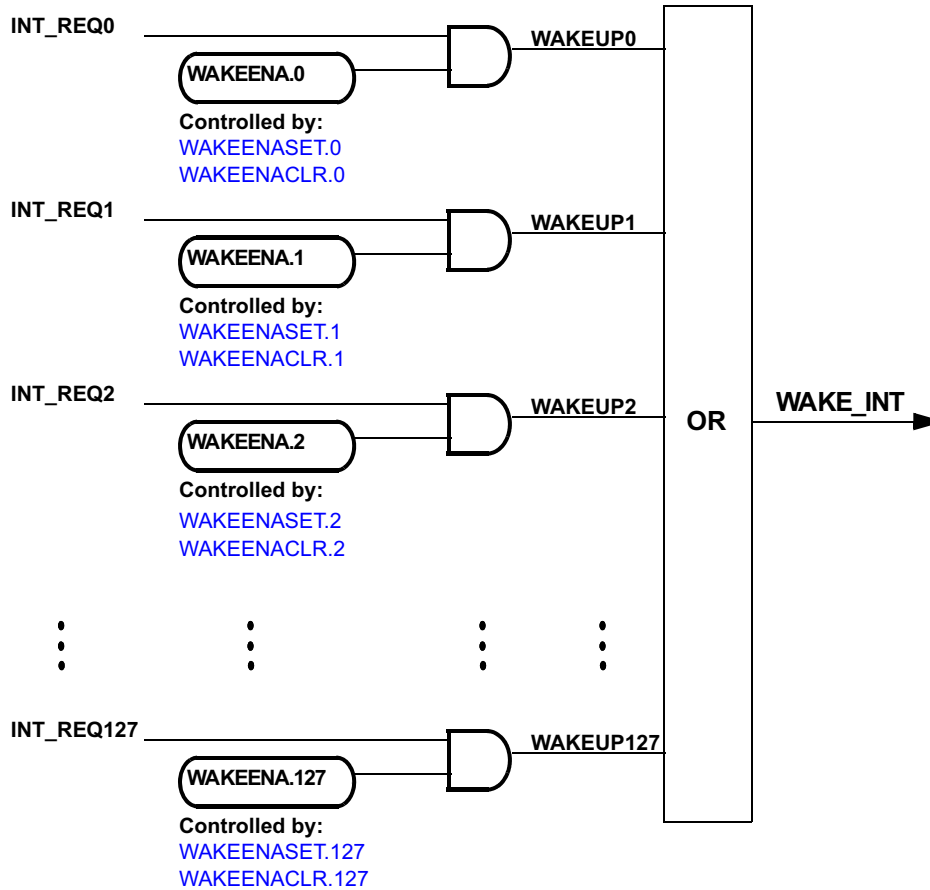 INT_REQ0
WAKEUP0
WAKEENA.0
Controlled by:
WAKEENASET.0
WAKEENACLR.0
INT_REQ1
WAKEUP1
WAKEENA.1
Controlled by:
WAKEENASET.1
WAKEENACLR.1
INT_REQ2
WAKEUP2
WAKEENA.2
Controlled by:
WAKEENASET.2
WAKEENACLR.2
OR
WAKE_INT
INT_REQ127
WAKEUP127
WAKEENA.127
Controlled by:
WAKEENASET.127
WAKEENACLR.127